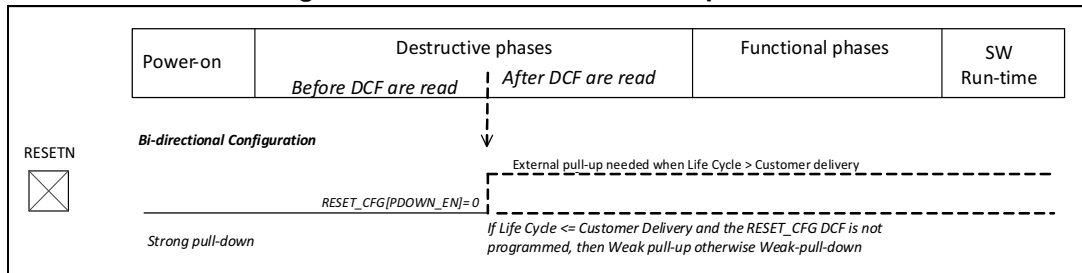 Power-on
Destructive phases
Functional phases
SW
Run-time
Before DCF are read
After DCF are read
Bi-directional Configuration
RESETN
External pull-up needed when Life Cycle > Customer delivery
RESET_CFG[PDOWN_EN]= 0
Strong pull-down
If Life Cycle <= Customer Delivery and the RESET_CFG DCF is not
programmed, then Weak pull-up otherwise Weak-pull-down